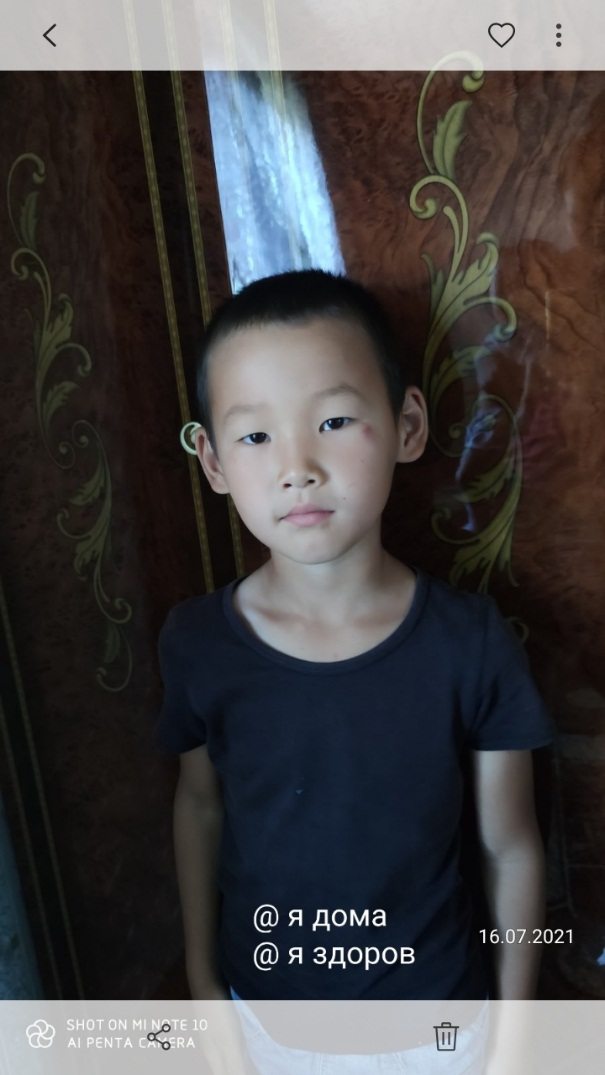 @ я дома
@ я здоров
16.07.2021
SHOT ON MI NOTE 10
AI PENTA CAMERA